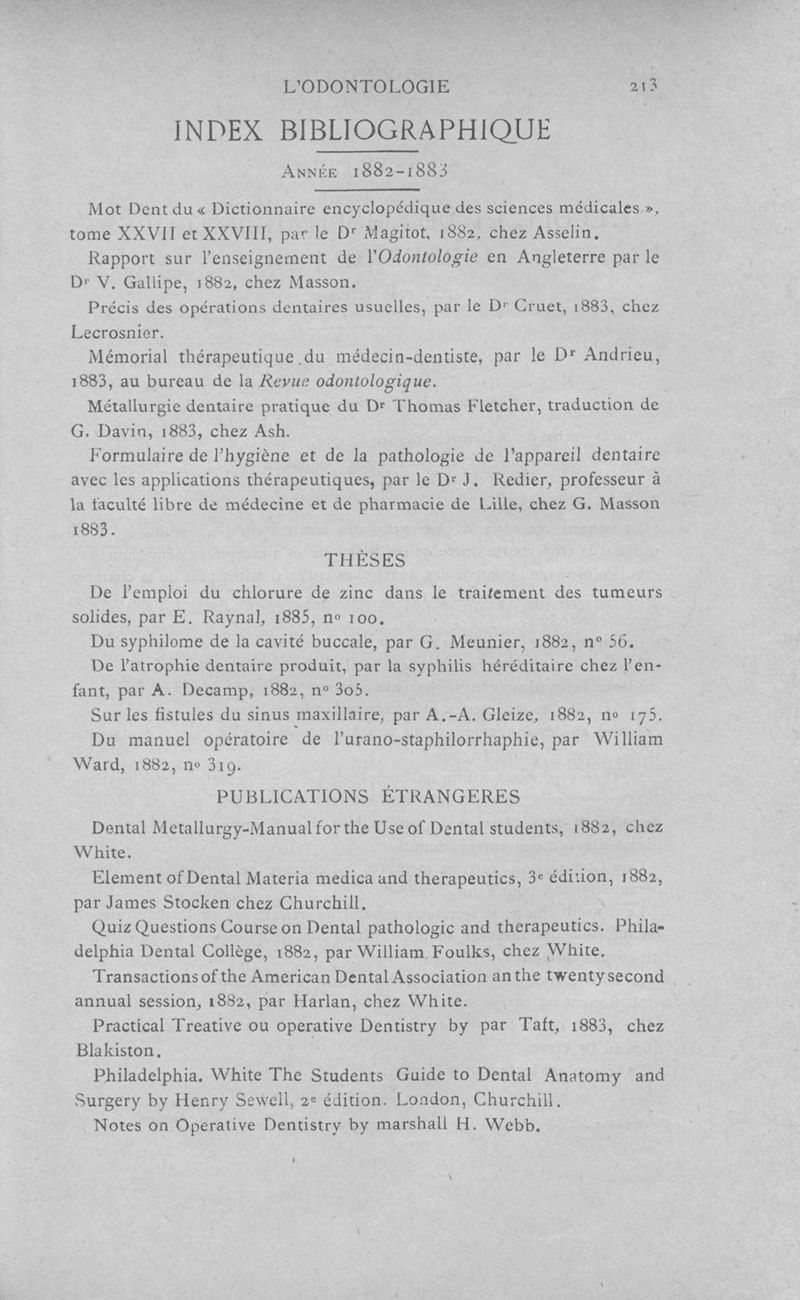 L'ODONTOLOGIE 213
INDEX BIBLIOGRAPHIQUE
ANNÉE 1882-1883
Mot Dent du « Dictionnaire encyclopédique des sciences médicales »,
tome XXVII et XXVIII, par le Dr Magitot, 1882, chez Asselin.
Rapport sur l'enseignement de l'Odontologie en Angleterre par le
Dr V. Gallipe, 1882, chez Masson.
Précis des opérations dentaires usuelles, par le Dr Cruet, 1883, chez
Lecrosnier.
Mémorial thérapeutique du médecin-dentiste, par le Dr Andrieu,
1883, au bureau de la Revue odontologique.
Métallurgie dentaire pratique du Dr Thomas Fletcher, traduction de
G. Davin, 1883, chez Ash.
Formulaire de l'hygiène et de la pathologie de l'appareil dentaire
avec les applications thérapeutiques, par le Dr J. Redier, professeur à
la faculté libre de médecine et de pharmacie de Lille, chez G. Masson
1883.
THÈSES
De l'emploi du chlorure de zinc dans le traitement des tumeurs
solides, par E. Raynal, 1885, no 100.
Du syphilome de la cavité buccale, par G. Meunier, 1882, n° 56.
De l'atrophie dentaire produit, par la syphilis héréditaire chez l'en-
fant, par A. Decamp, 1882, n° 305.
Sur les fistules du sinus maxillaire, par A.-A. Gleize, 1882, no 175.
Du manuel opératoire de l'urano-staphilorrhaphie, par William
Ward, 1882, no 319.
PUBLICATIONS ÉTRANGERES
Dental Metallurgy-Manual for the Use of Dental students, 1882, chez
White.
Element of Dental Materia medica and therapeutics, 3e édition, 1882,
par James Stocken chez Churchill.
Quiz Questions Course on Dental pathologic and therapeutics. Phila-
delphia Dental Collège, 1882, par William Foulks, chez White.
Transactions of the American Dental Association an the twenty second
annual session, 1882, par Harlan, chez White.
Practical Treative ou operative Dentistry by par Taft, 1883, chez
Blakiston.
Philadelphia. White The Students Guide to Dental Anatomy and
Surgery by Henry Sewell, 2e édition. London, Churchill.
Notes on Operative Dentistry by marshall H. Webb.